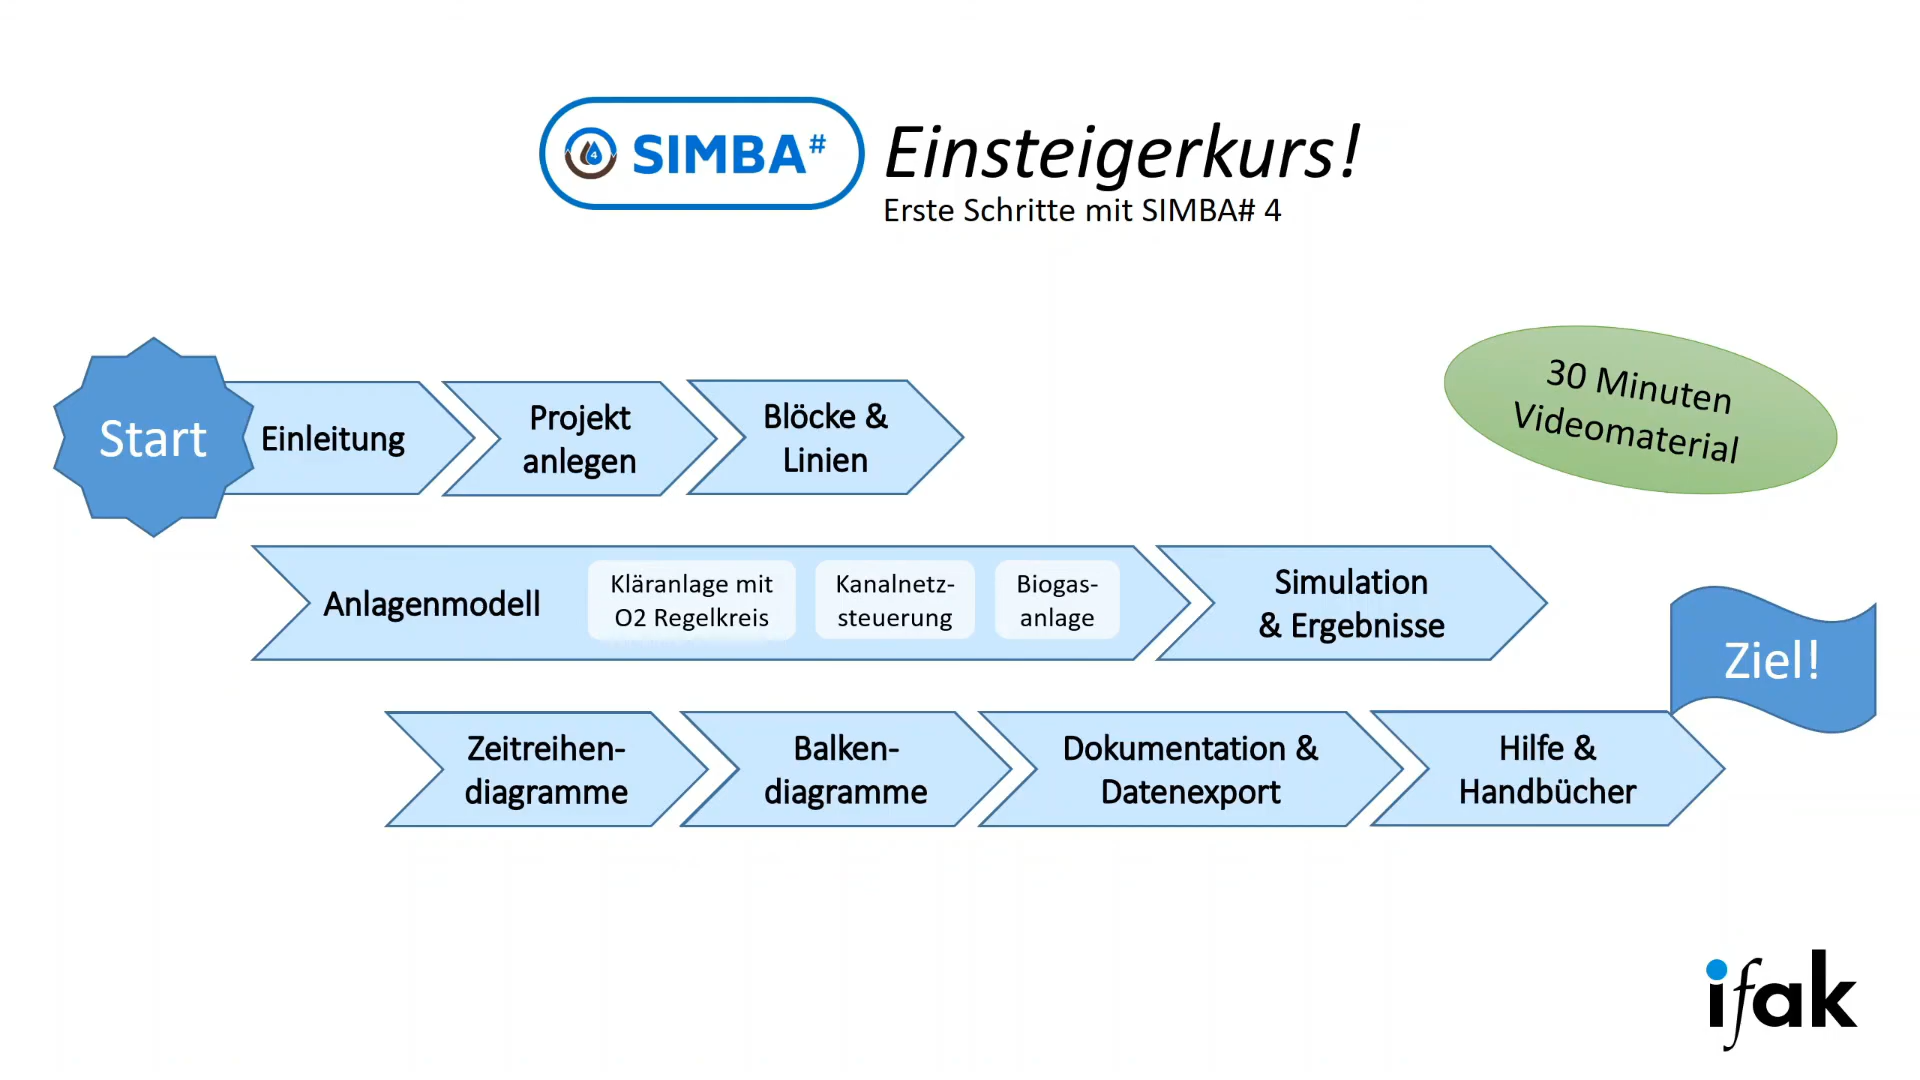 4
SIMBA#
Einsteigerkurs!
Erste Schritte mit SIMBA# 4
30 Minuten
Videomaterial
Start
Einleitung
Projekt
anlegen
Blöcke &
Linien
Anlagenmodell
Kläranlage mit
O2 Regelkreis
Kanalnetz-
steuerung
Biogas-
anlage
Simulation
& Ergebnisse
Ziel!
Zeitreihen-
diagramme
Balken-
diagramme
Dokumentation &
Datenexport
Hilfe &
Handbücher
ifak